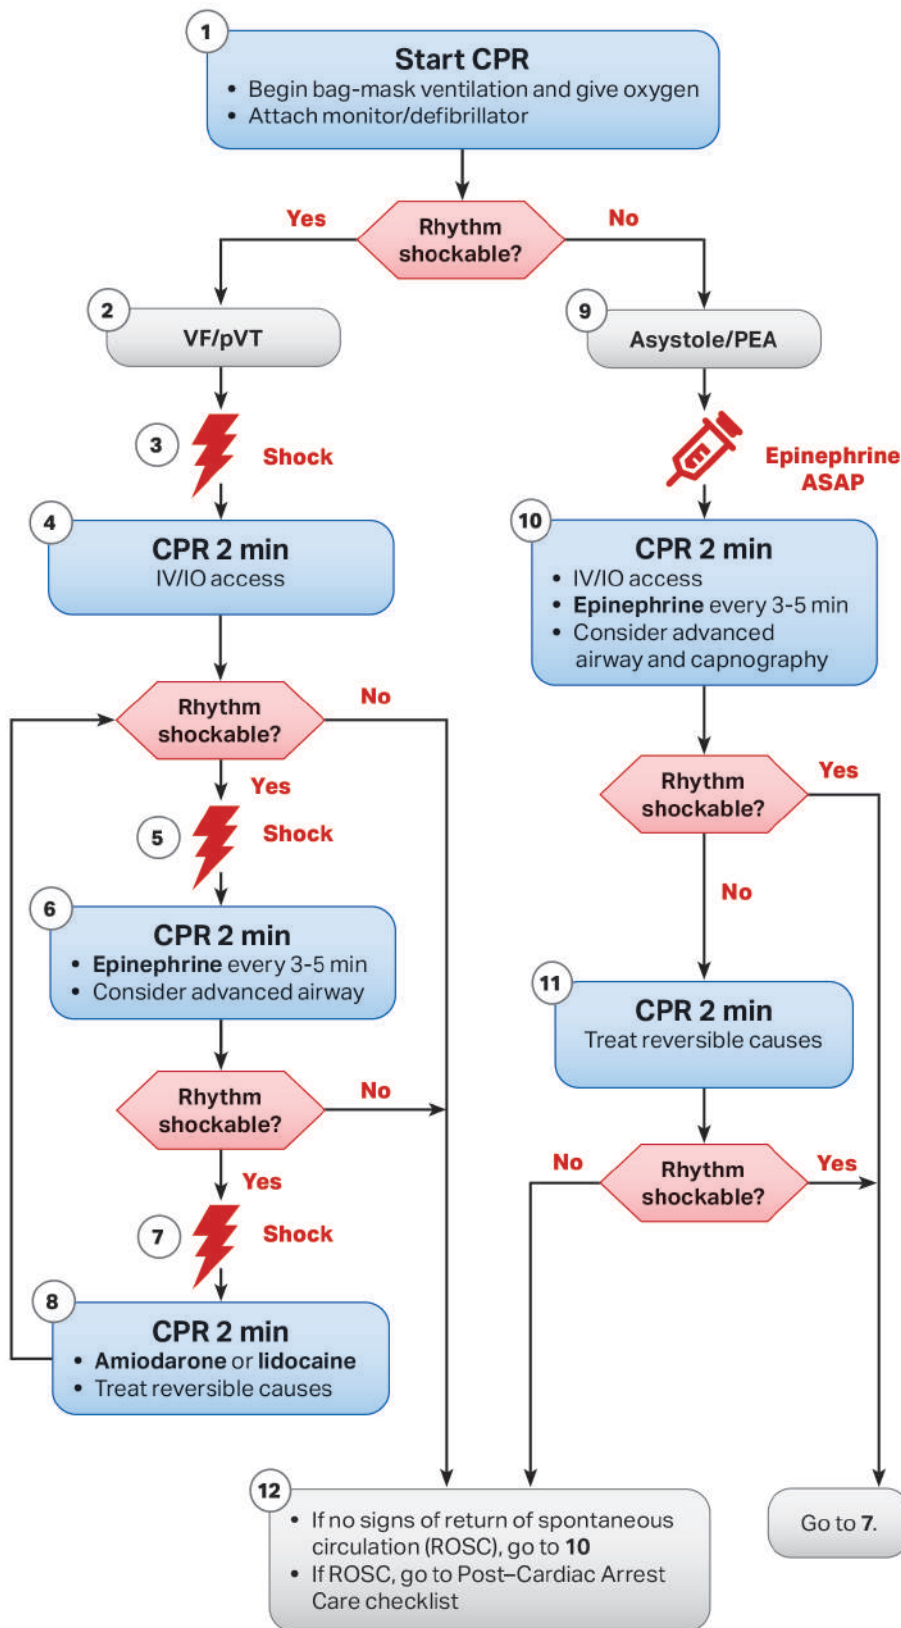 1
Start CPR
• Begin bag-mask ventilation and give oxygen
• Attach monitor/defibrillator
Rhythm
shockable?
Yes
No
2
VF/pVT
3
Shock
4
CPR 2 min
IV/IO access
Rhythm
shockable?
No
Yes
5
Shock
6
CPR 2 min
• Epinephrine every 3-5 min
• Consider advanced airway
Rhythm
shockable?
No
Yes
7
Shock
8
CPR 2 min
• Amiodarone or lidocaine
• Treat reversible causes
9
Asystole/PEA
Epinephrine
ASAP
10
CPR 2 min
• IV/IO access
• Epinephrine every 3-5 min
• Consider advanced
airway and capnography
Rhythm
shockable?
Yes
No
11
CPR 2 min
Treat reversible causes
No
Rhythm
shockable?
Yes
12
• If no signs of return of spontaneous
circulation (ROSC), go to 10
• If ROSC, go to Post–Cardiac Arrest
Care checklist
Go to 7.